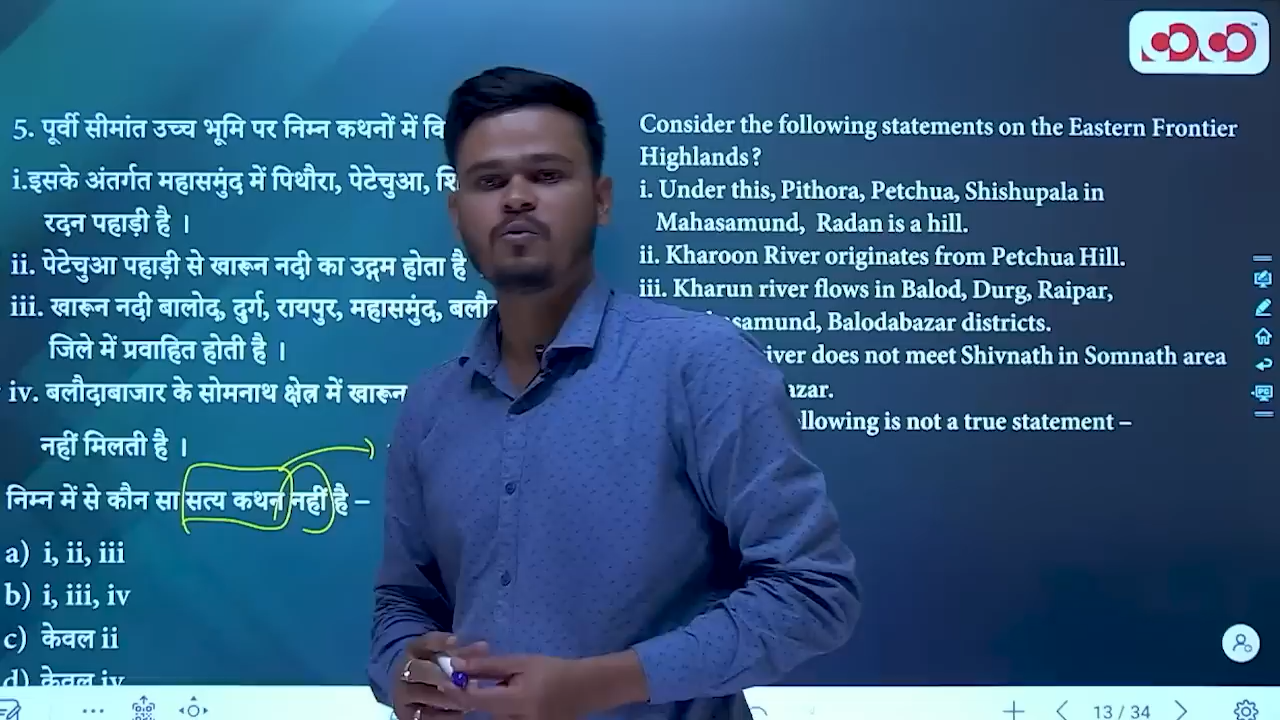 5. पूर्वी सीमांत उच्च भूमि पर निम्न कथनों में
i.इसके अंतर्गत महासमुंद में पिथौरा, पेटेचुआ,
रदन पहाड़ी है ।
ii. पेटेचुआ पहाड़ी से खारून नदी का उद्गम होता है
iii. खारून नदी बालोद, दुर्ग, रायपुर, महासमुंद,
जिले में प्रवाहित होती है ।
iv. बलौदाबाजार के सोमनाथ क्षेत्र में खारून
नहीं मिलती है ।
निम्न में से कौन सा सत्य कथन नहीं है –
a) i, ii, iii
b) i, iii, iv
c) केवल ii
d) केवल iv
Consider the following statements on the Eastern Frontier
Highlands?
i. Under this, Pithora, Petchua, Shishupala in
Mahasamund, Radan is a hill.
ii. Kharoon River originates from Petchua Hill.
iii. Kharun river flows in Balod, Durg, Raipar,
samund, Balodabazar districts.
iver does not meet Shivnath in Somnath area
azar.
llowing is not a true statement –
13 / 34